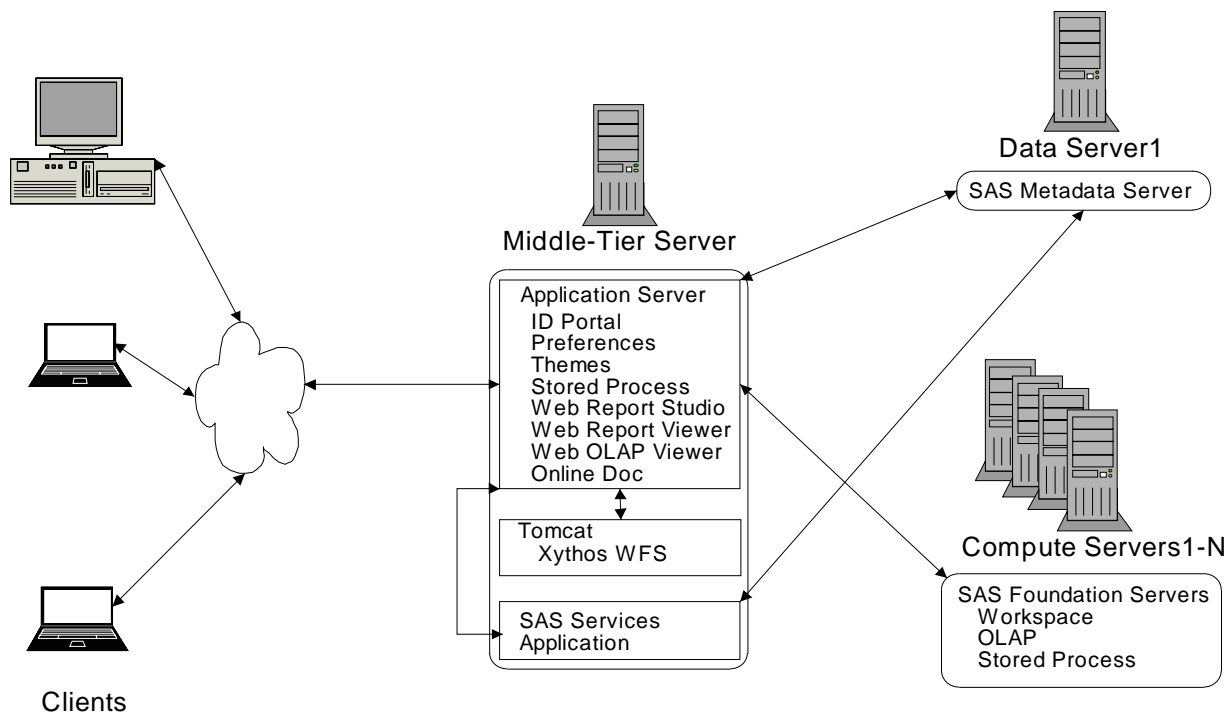 Clients
Middle-Tier Server
Application Server
ID Portal
Preferences
Themes
Stored Process
Web Report Studio
Web Report Viewer
Web OLAP Viewer
Online Doc
Tomcat
Xythos WFS
SAS Services
Application
Data Server1
SAS Metadata Server
Compute Servers1-N
SAS Foundation Servers
Workspace
OLAP
Stored Process